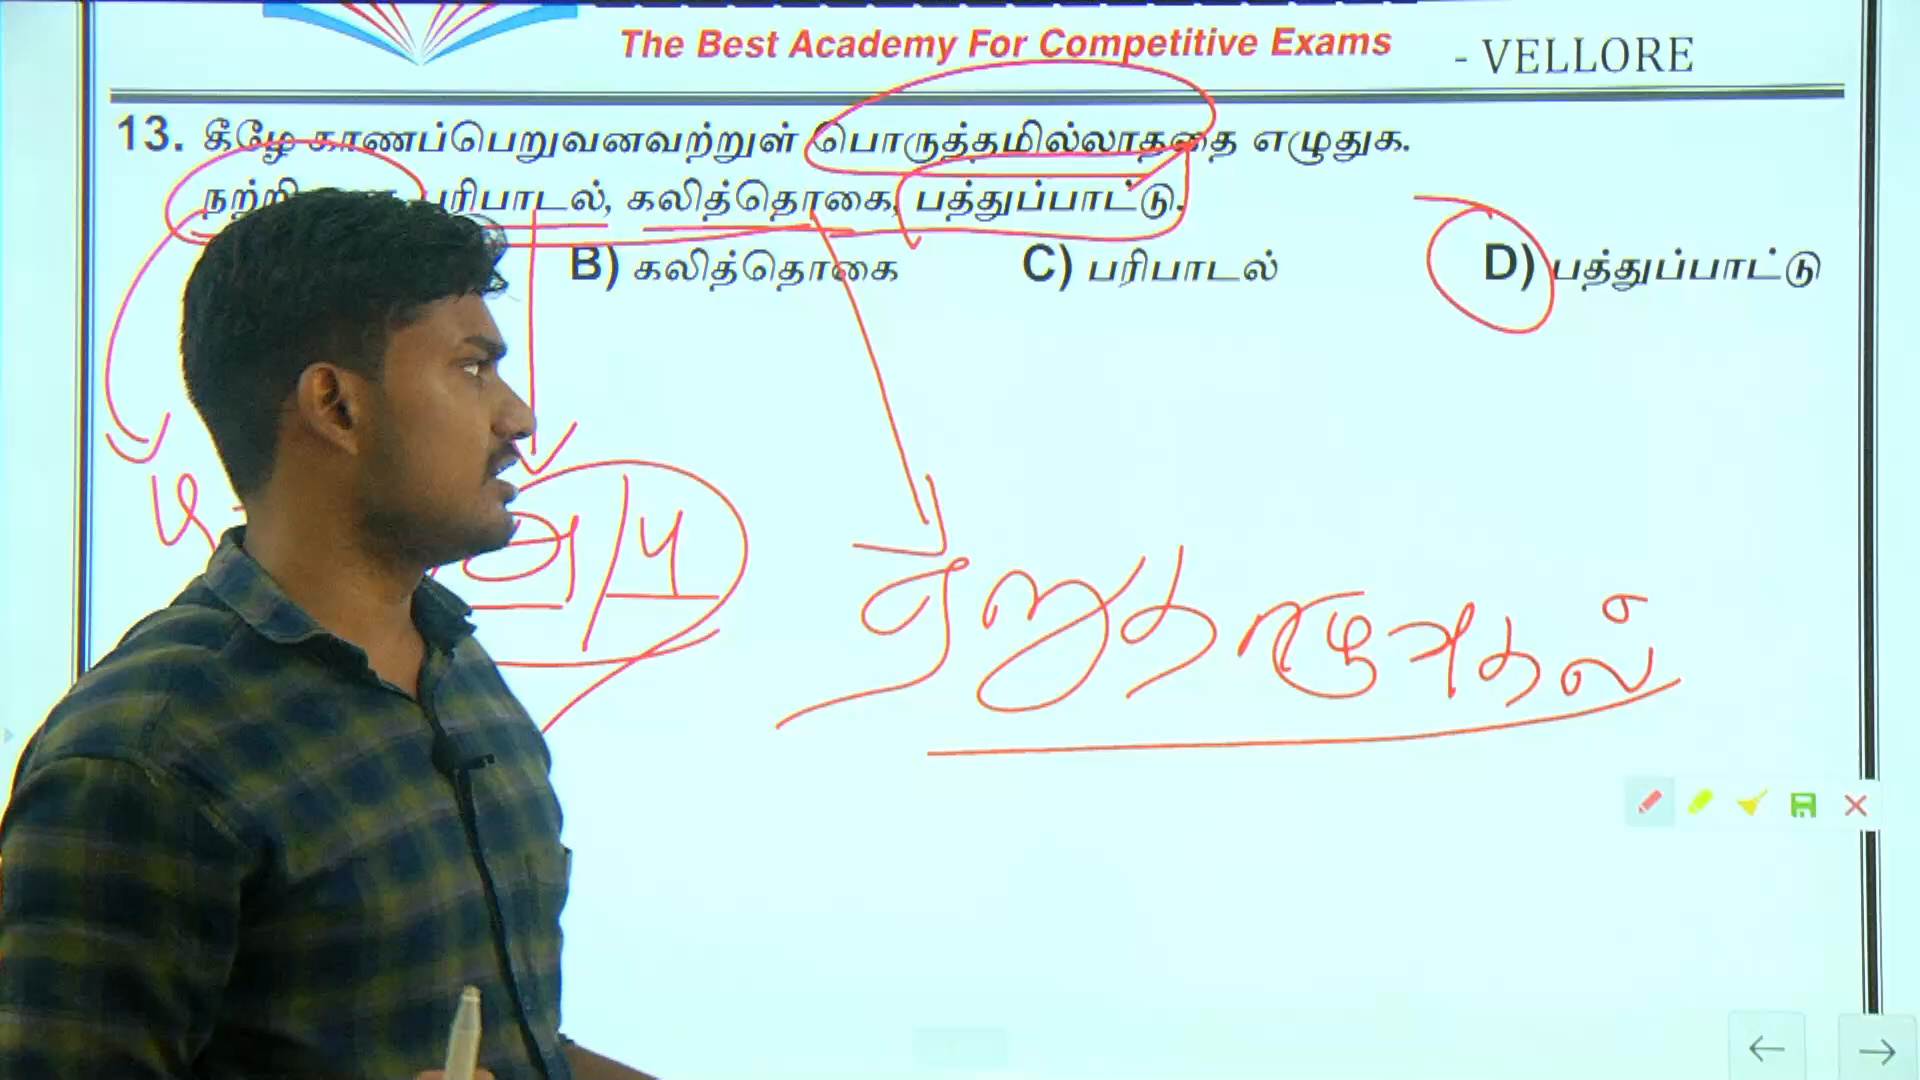 The Best Academy For Competitive Exams
- VELLORE
13. கீழே காணப்பெறுவனவற்றுள் பொருத்தமில்லாததை எழுதுக.
பரிபாடல், கலித்தொகை, பத்துப்பாட்டு.
B) கலித்தொகை C) பரிபாடல் D) பத்துப்பாட்டு
அ/பு
ஏறுதழுவுதல்